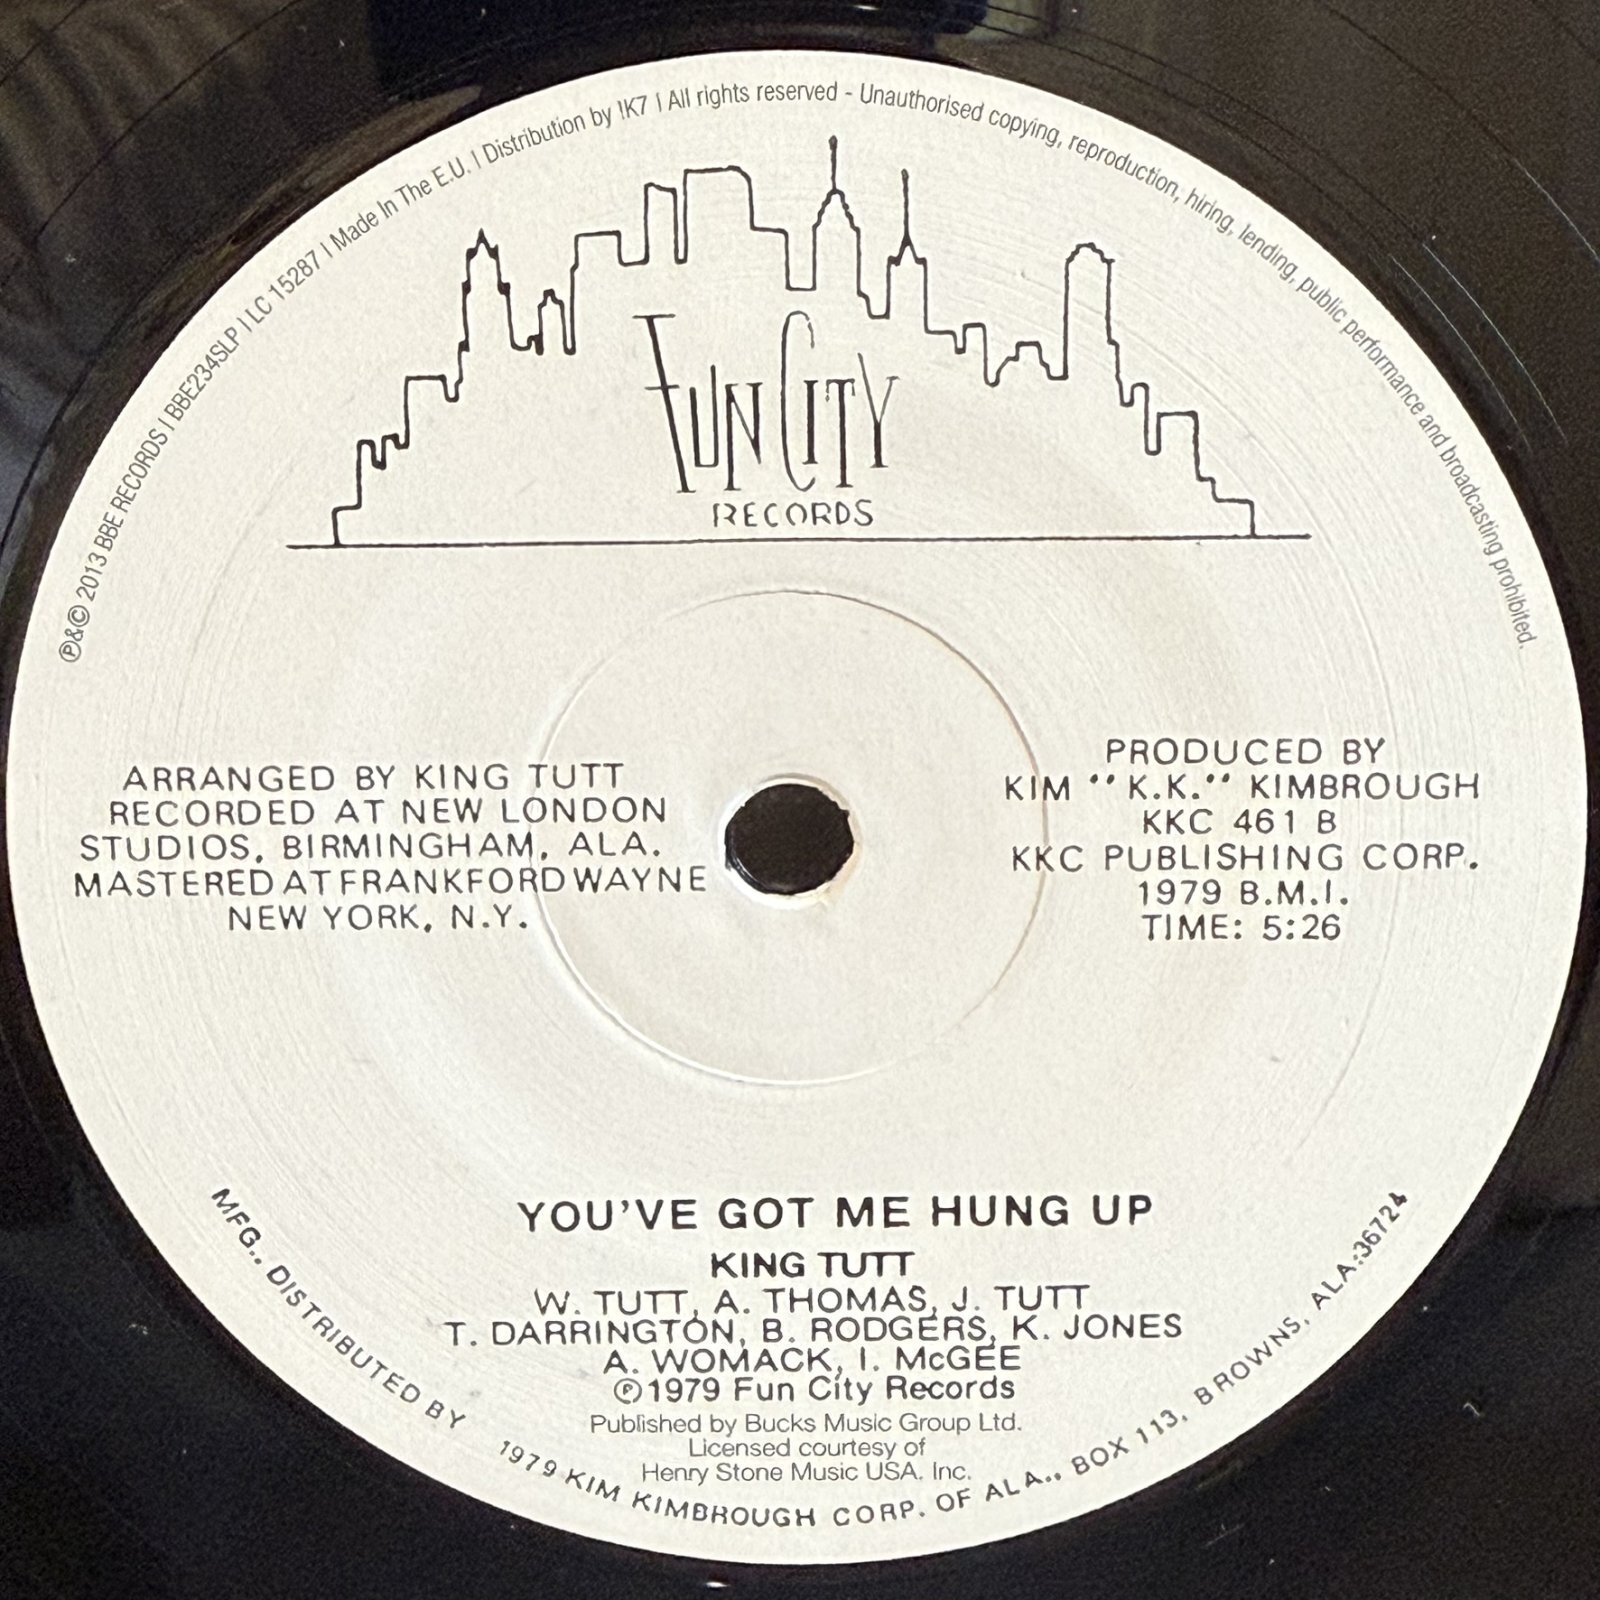 ℗&© 2013 BBE RECORDS | BBE234SLP | LC 15287 | Made In The E.U. | Distribution by !K7 | All rights reserved - Unauthorised copying, reproduction, hiring, lending, public performance and broadcasting prohibited.
FUN CITY
RECORDS
ARRANGED BY KING TUTT
RECORDED AT NEW LONDON
STUDIOS, BIRMINGHAM, ALA.
MASTERED AT FRANKFORD WAYNE
NEW YORK, N.Y.
PRODUCED BY
KIM "K.K." KIMBROUGH
KKC 461 B
KKC PUBLISHING CORP.
1979 B.M.I.
TIME: 5:26
YOU'VE GOT ME HUNG UP
KING TUTT
W. TUTT, A. THOMAS, J. TUTT
T. DARRINGTON, B. RODGERS, K. JONES
A. WOMACK, I. McGEE
℗1979 Fun City Records
Published by Bucks Music Group Ltd.
Licensed courtesy of
Henry Stone Music USA, Inc.
MFG., DISTRIBUTED BY 1979 KIM KIMBROUGH CORP. OF ALA., BOX 113, BROWNS, ALA.36724